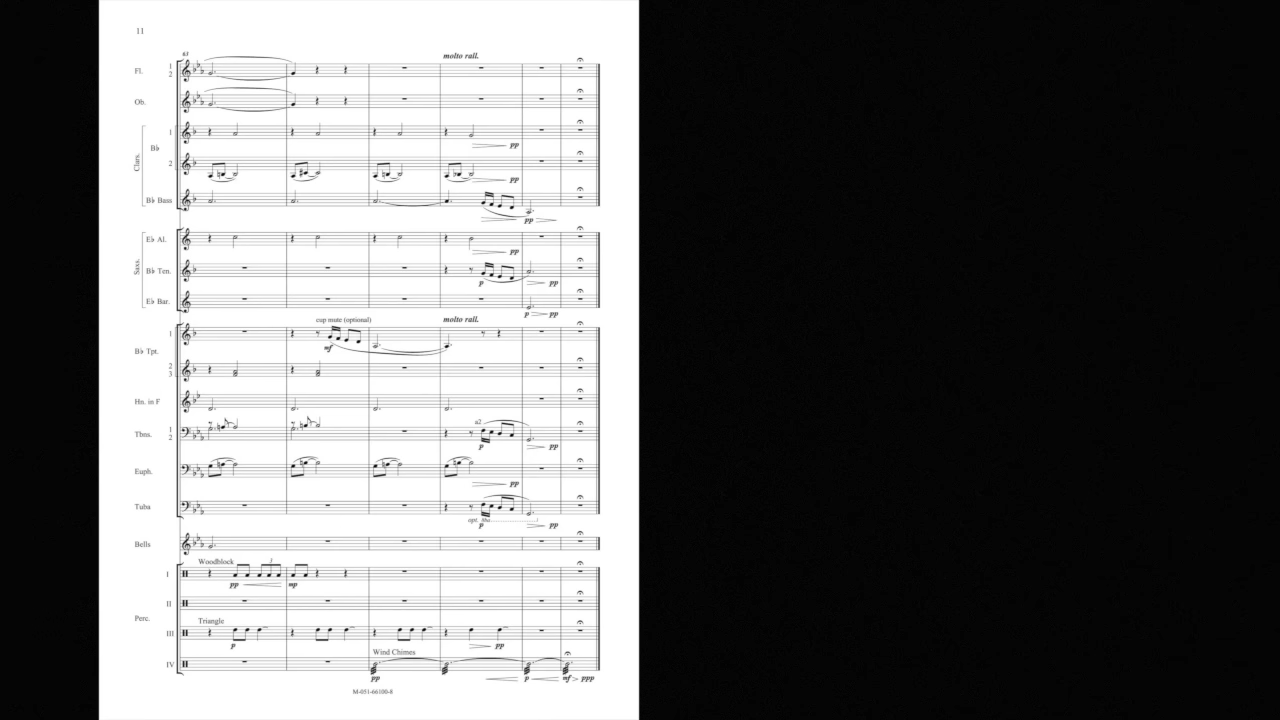 11
63
molto rall.
Fl.
1
2
Ob.
Clars.
B♭
1
pp
2
pp
B♭ Bass
pp
Saxs.
E♭ Al.
pp
B♭ Ten.
p
pp
E♭ Bar.
p
pp
cup mute (optional)
molto rall.
B♭ Tpt.
1
mf
2
3
Hn. in F
Tbns.
1
2
a2
p
pp
Euph.
pp
Tuba
opt. 8ba
p
pp
Bells
Woodblock
3
Perc.
I
pp
mp
II
Triangle
III
p
pp
Wind Chimes
IV
pp
p
mf
ppp
M-051-66100-8